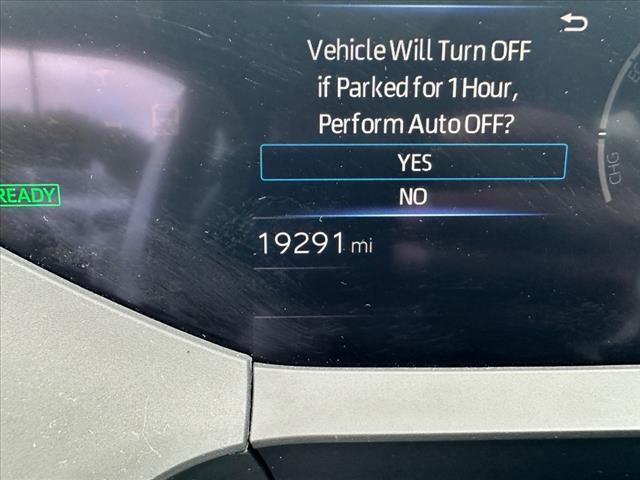 Vehicle Will Turn OFF
if Parked for 1 Hour,
Perform Auto OFF?
YES
NO
READY
CHG
19291 mi